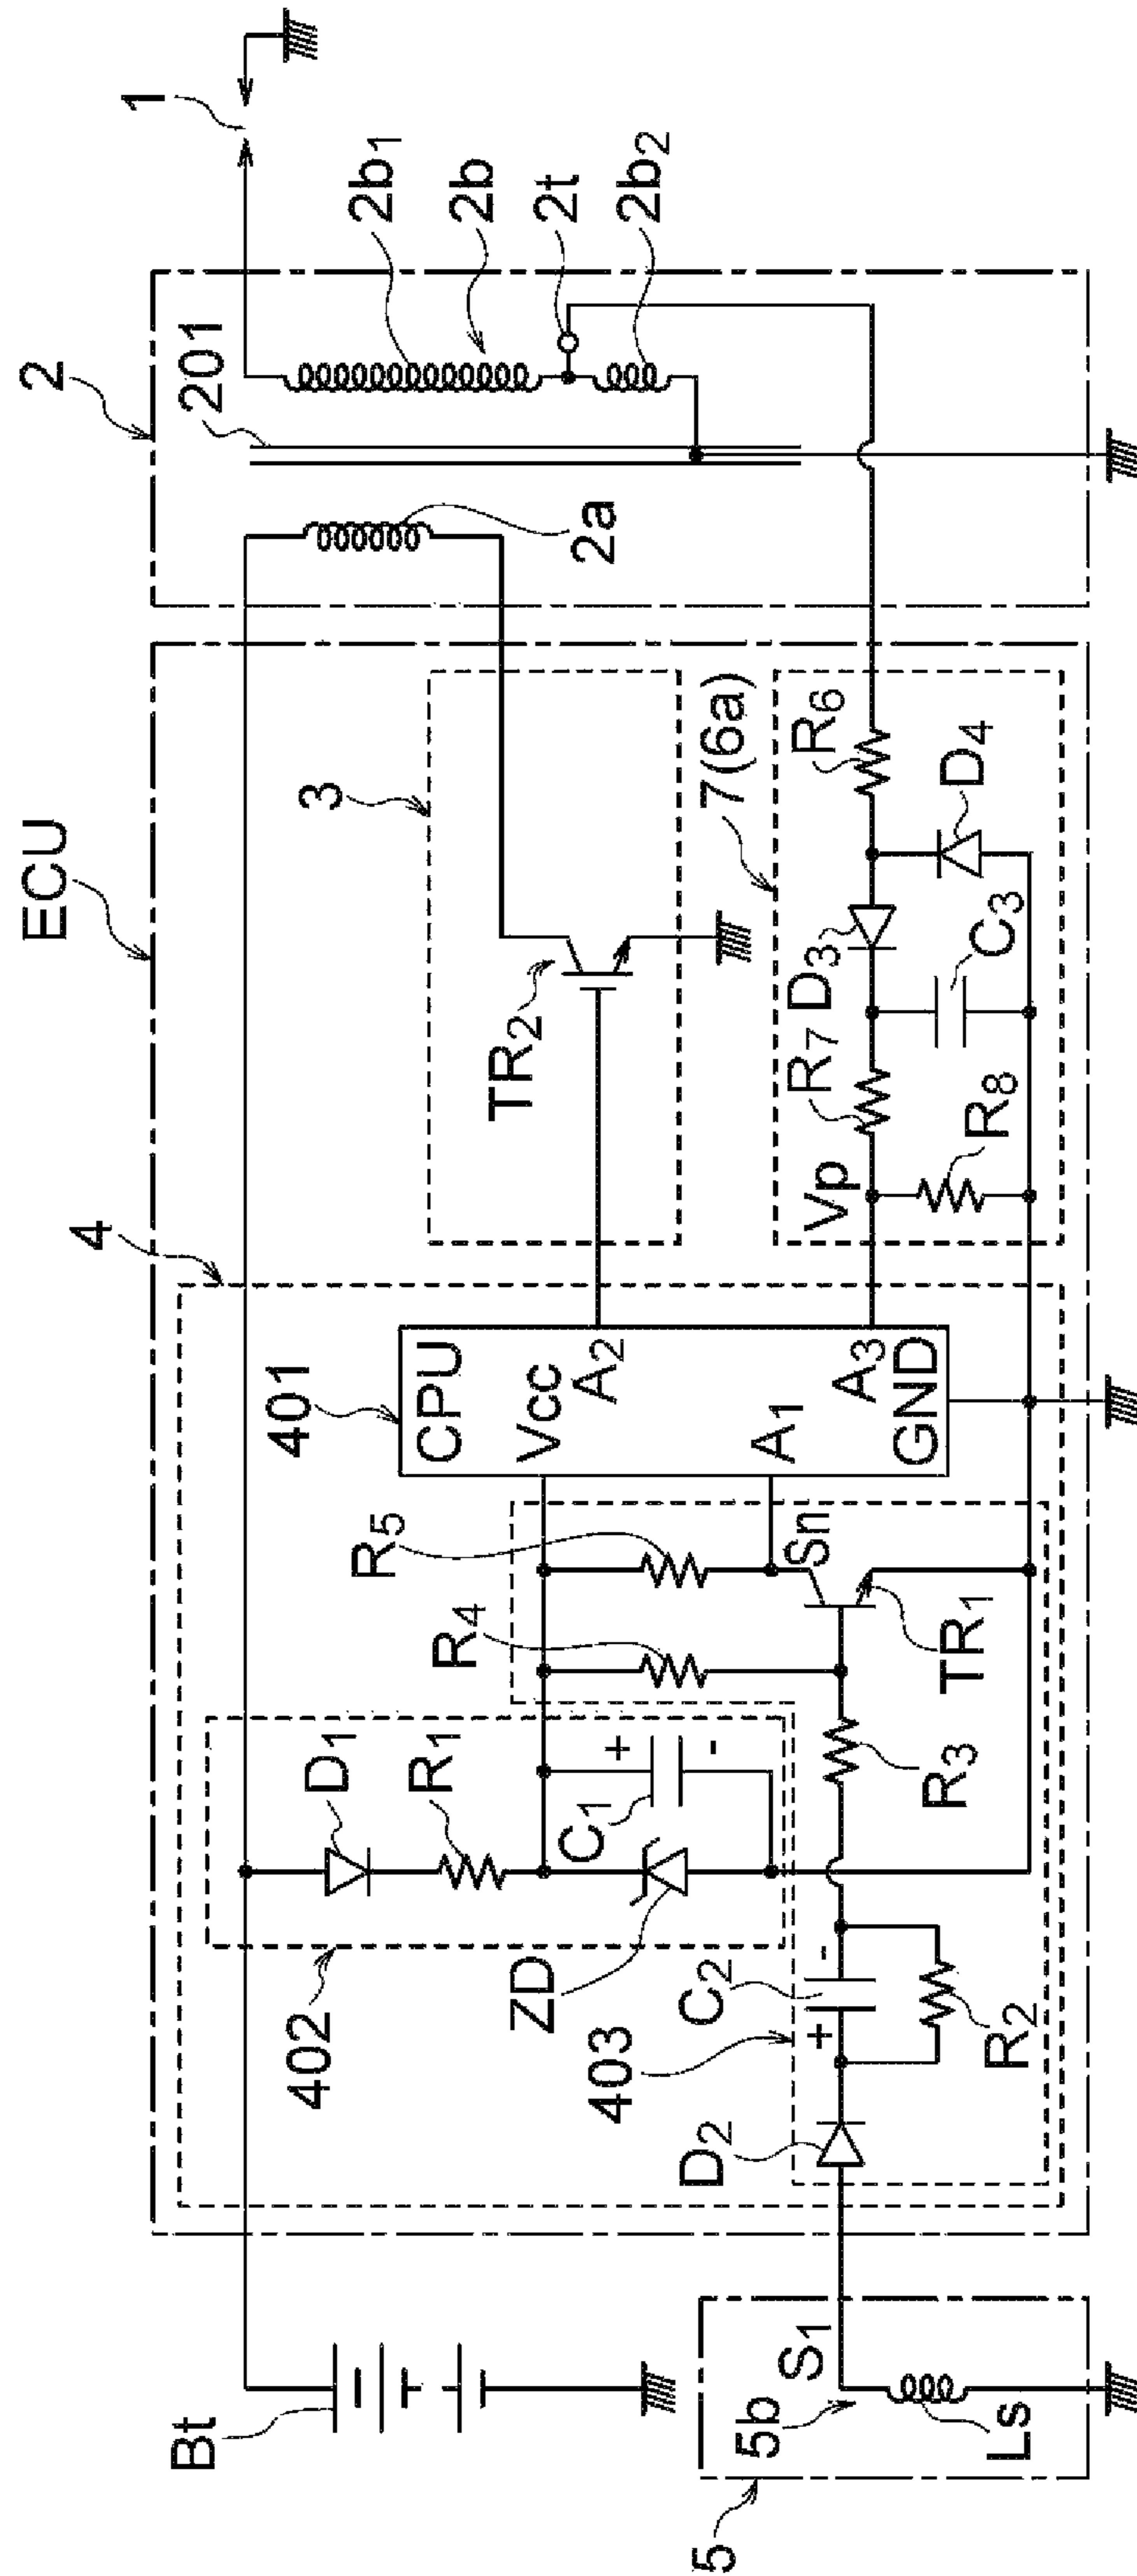 ECU
2
1
4
201
Bt
D1
R1
402
ZD
C1
+
-
R4
R5
401
CPU
Vcc
A2
A1
A3
GND
3
TR2
2a
2b1
2b
2t
2b2
7(6a)
403
D2
+
C2
-
R2
R3
Sn
TR1
Vp
R7
R8
D3
C3
R6
D4
5
5b
S1
Ls